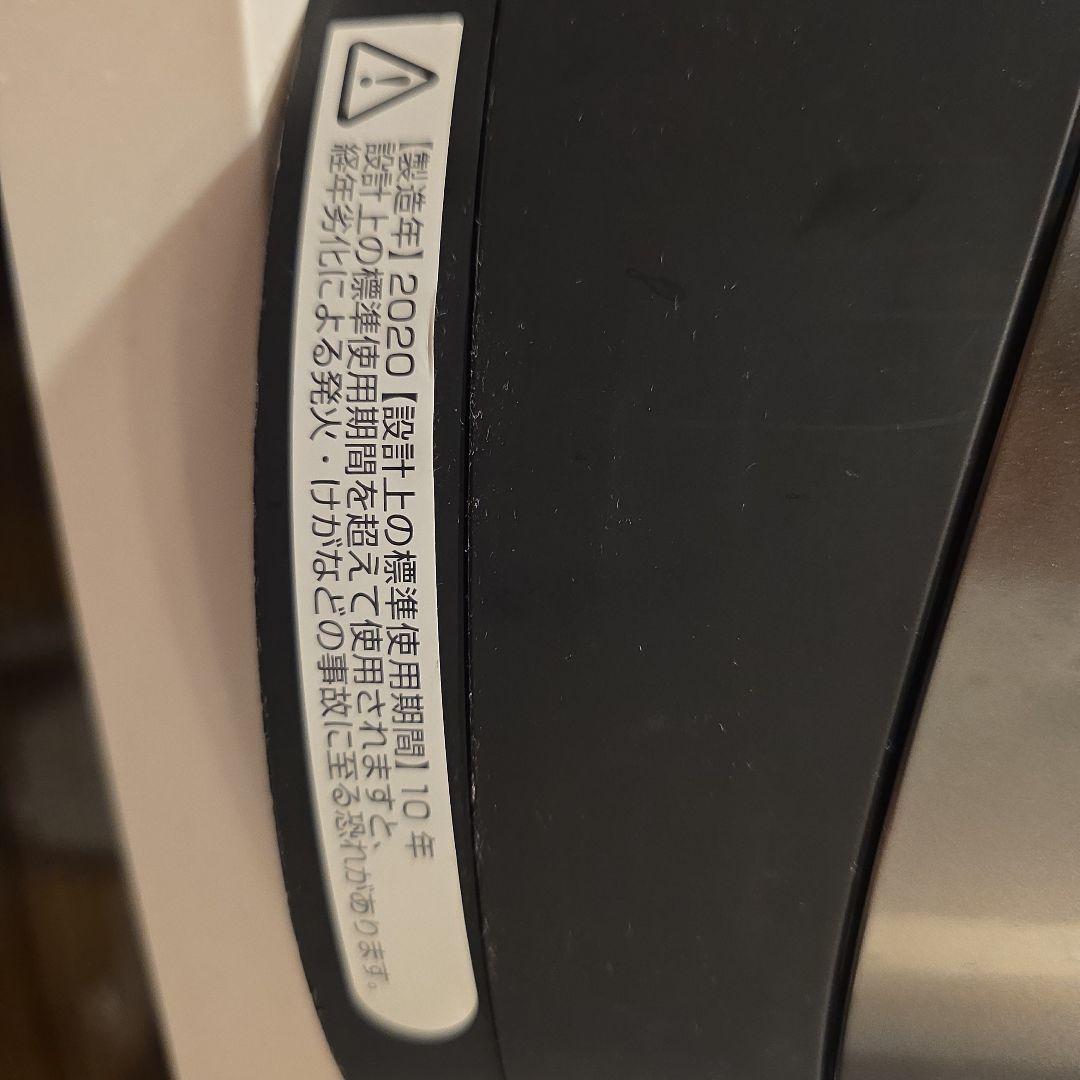 【製造年】2020【設計上の標準使用期間】10年
設計上の標準使用期間を超えて使用されますと、
経年劣化による発火・けがなどの事故に至る恐れがあります。